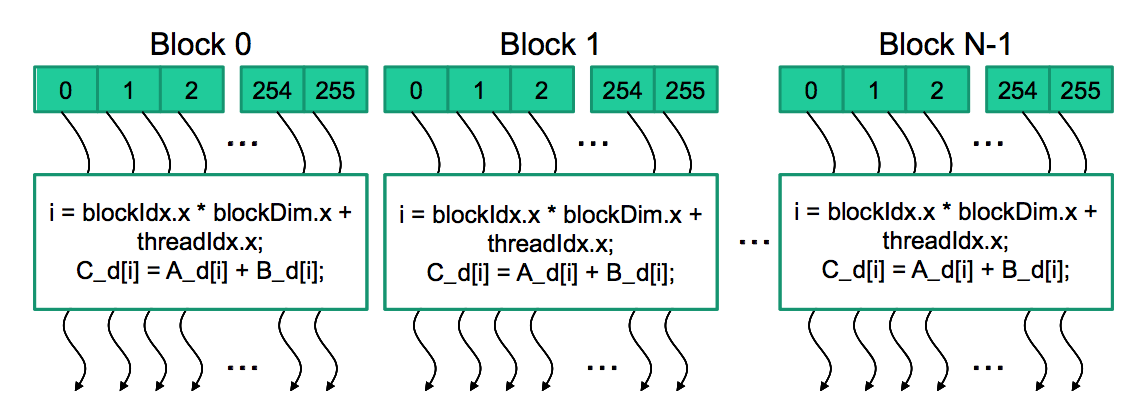 Block 0 Block 1 Block N-1
0 1 2 254 255 0 1 2 254 255 0 1 2 254 255
... ... ...
i = blockIdx.x * blockDim.x +
threadIdx.x;
C_d[i] = A_d[i] + B_d[i];
i = blockIdx.x * blockDim.x +
threadIdx.x;
C_d[i] = A_d[i] + B_d[i];
...
i = blockIdx.x * blockDim.x +
threadIdx.x;
C_d[i] = A_d[i] + B_d[i];
... ... ...